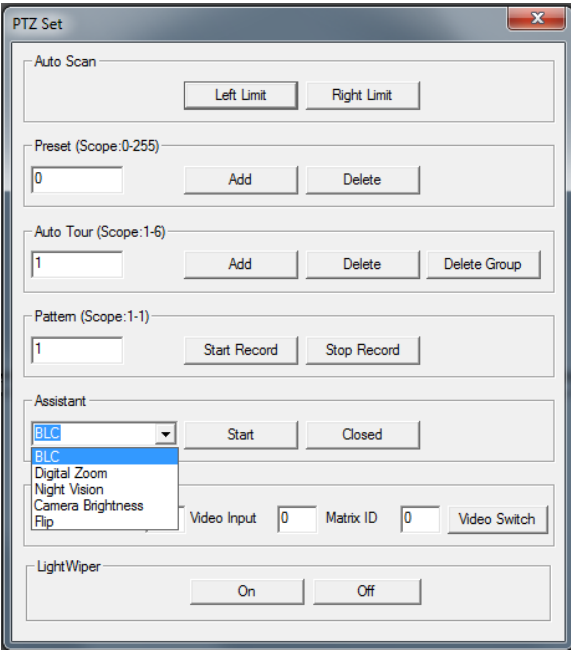 PTZ Set
x
Auto Scan
Left Limit Right Limit
Preset (Scope:0-255)
0 Add Delete
Auto Tour (Scope:1-6)
1 Add Delete Delete Group
Pattern (Scope:1-1)
1 Start Record Stop Record
Assistant
BLC Start Closed
BLC
Digital Zoom
Night Vision
Camera Brightness
Flip
Video Input 0 Matrix ID 0 Video Switch
LightWiper
On Off